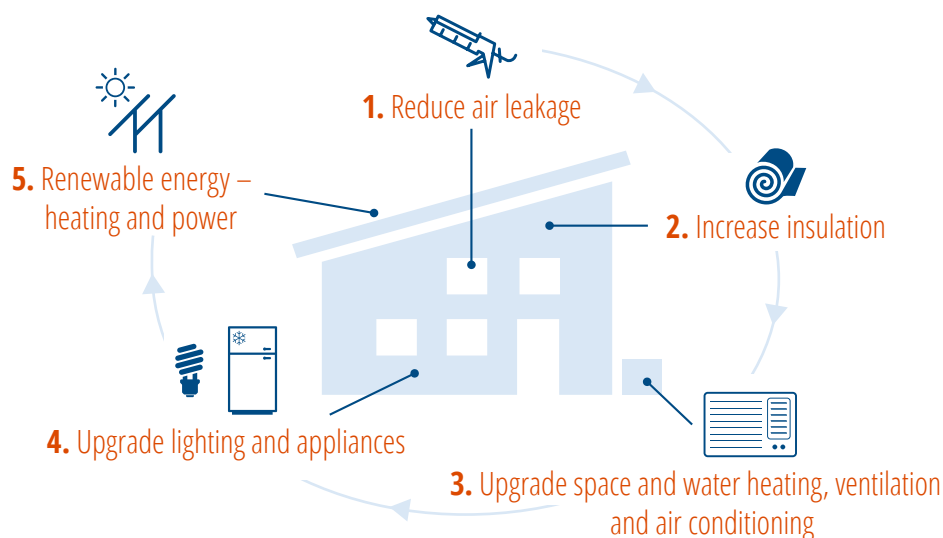 1. Reduce air leakage
2. Increase insulation
3. Upgrade space and water heating, ventilation
and air conditioning
4. Upgrade lighting and appliances
5. Renewable energy –
heating and power